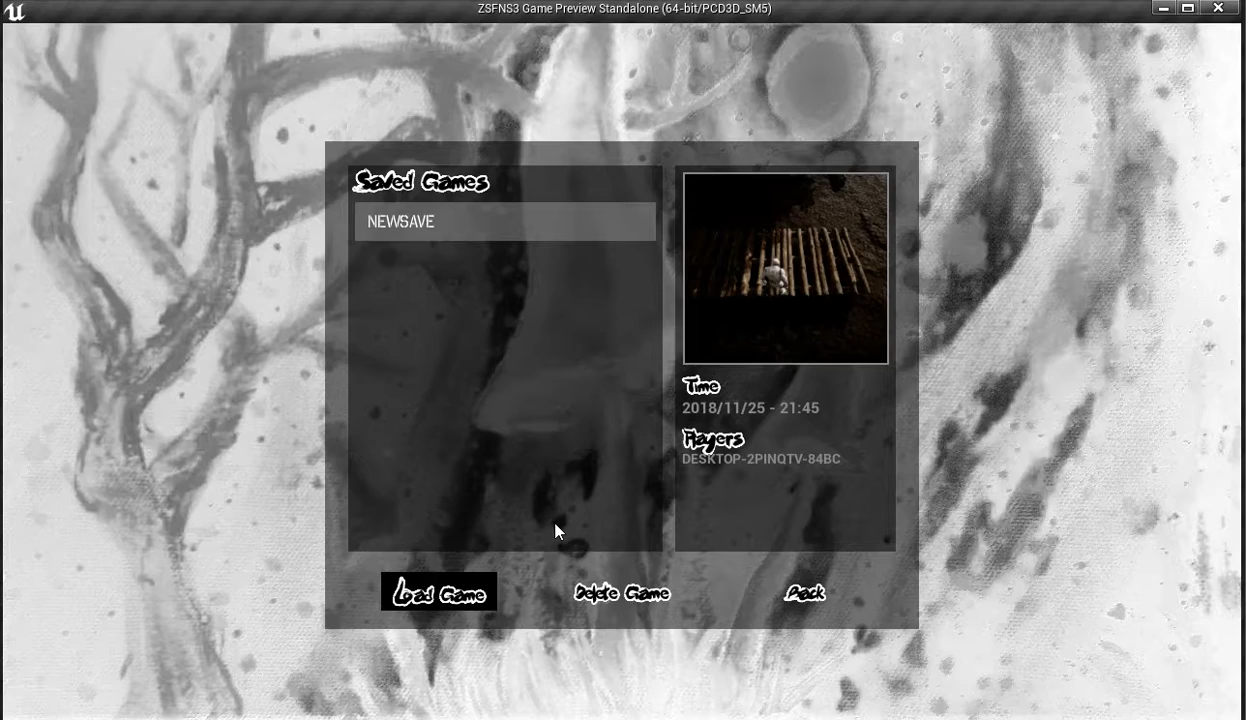 ZSFNS3 Game Preview Standalone (64-bit/PCD3D_SM5)
Saved Games
NEWSAVE
Time
2018/11/25 - 21:45
Players
DESKTOP-2PINQTV-84BC
Load Game
Delete Game
Back